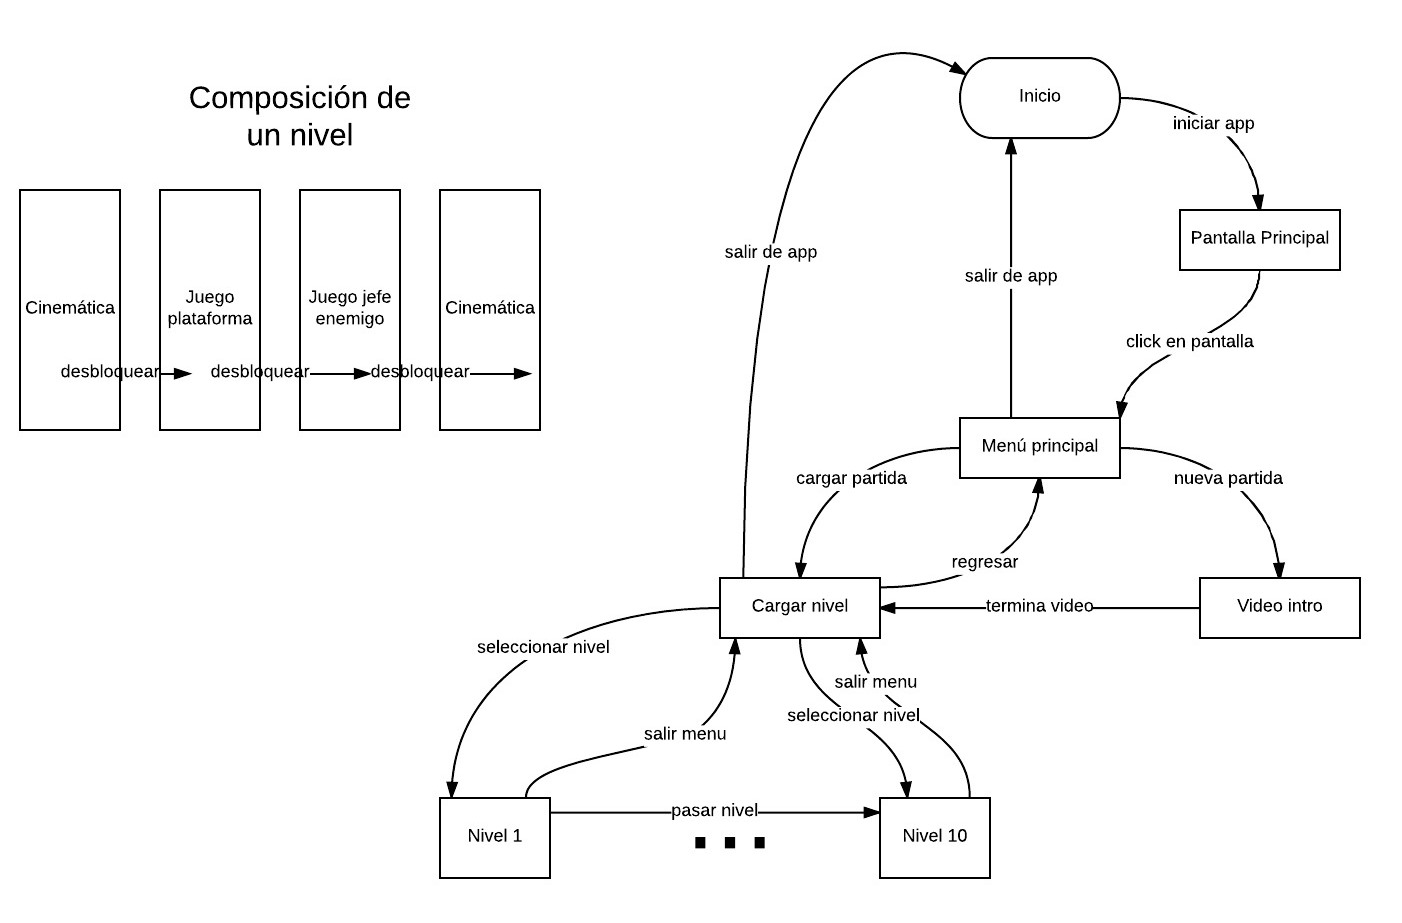 Composición de
un nivel
Cinemática
Juego
plataforma
Juego jefe
enemigo
Cinemática
desbloquear
desbloquear
desbloquear
Inicio
iniciar app
Pantalla Principal
salir de app
salir de app
click en pantalla
Menú principal
cargar partida
nueva partida
regresar
Cargar nivel
termina video
Video intro
seleccionar nivel
salir menu
seleccionar nivel
salir menu
pasar nivel
Nivel 1
...
Nivel 10